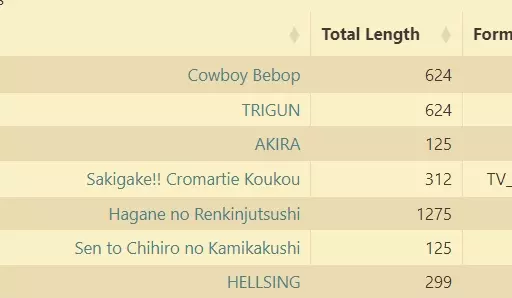 Total Length Form
Cowboy Bebop 624
TRIGUN 624
AKIRA 125
Sakigake!! Cromartie Koukou 312 TV_
Hagane no Renkinjutsushi 1275
Sen to Chihiro no Kamikakushi 125
HELLSING 299